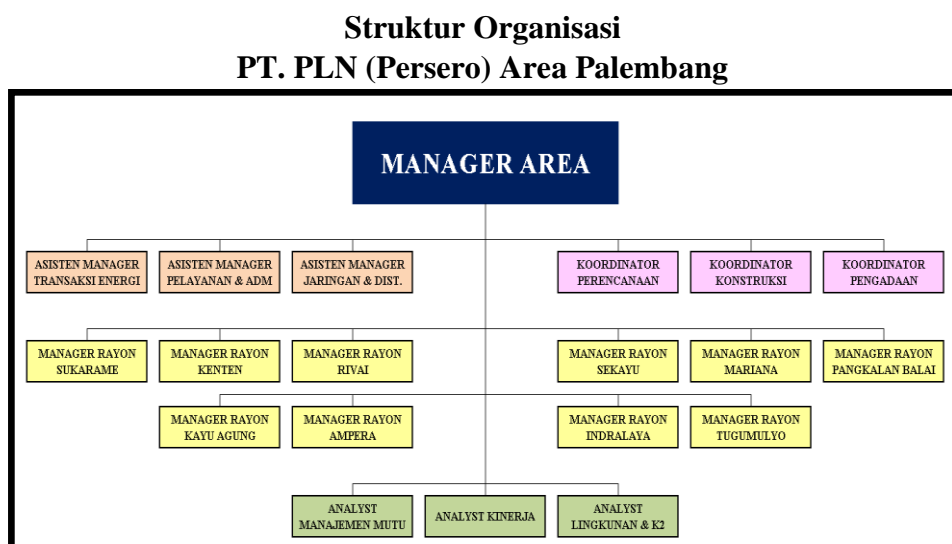 Struktur Organisasi
PT. PLN (Persero) Area Palembang
MANAGER AREA
ASISTEN MANAGER
TRANSAKSI ENERGI
ASISTEN MANAGER
PELAYANAN & ADM
ASISTEN MANAGER
JARINGAN & DIST.
KOORDINATOR
PERENCANAAN
KOORDINATOR
KONSTRUKSI
KOORDINATOR
PENGADAAN
MANAGER RAYON
SUKARAME
MANAGER RAYON
KENTEN
MANAGER RAYON
RIVAI
MANAGER RAYON
SEKAYU
MANAGER RAYON
MARIANA
MANAGER RAYON
PANGKALAN BALAI
MANAGER RAYON
KAYU AGUNG
MANAGER RAYON
AMPERA
MANAGER RAYON
INDRALAYA
MANAGER RAYON
TUGUMULYO
ANALYST
MANAJEMEN MUTU
ANALYST KINERJA
ANALYST
LINGKUNAN & K2